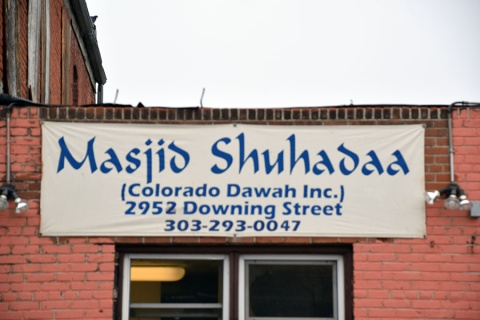 Masjid Shuhadaa
(Colorado Dawah Inc.)
2952 Downing Street
303-293-0047